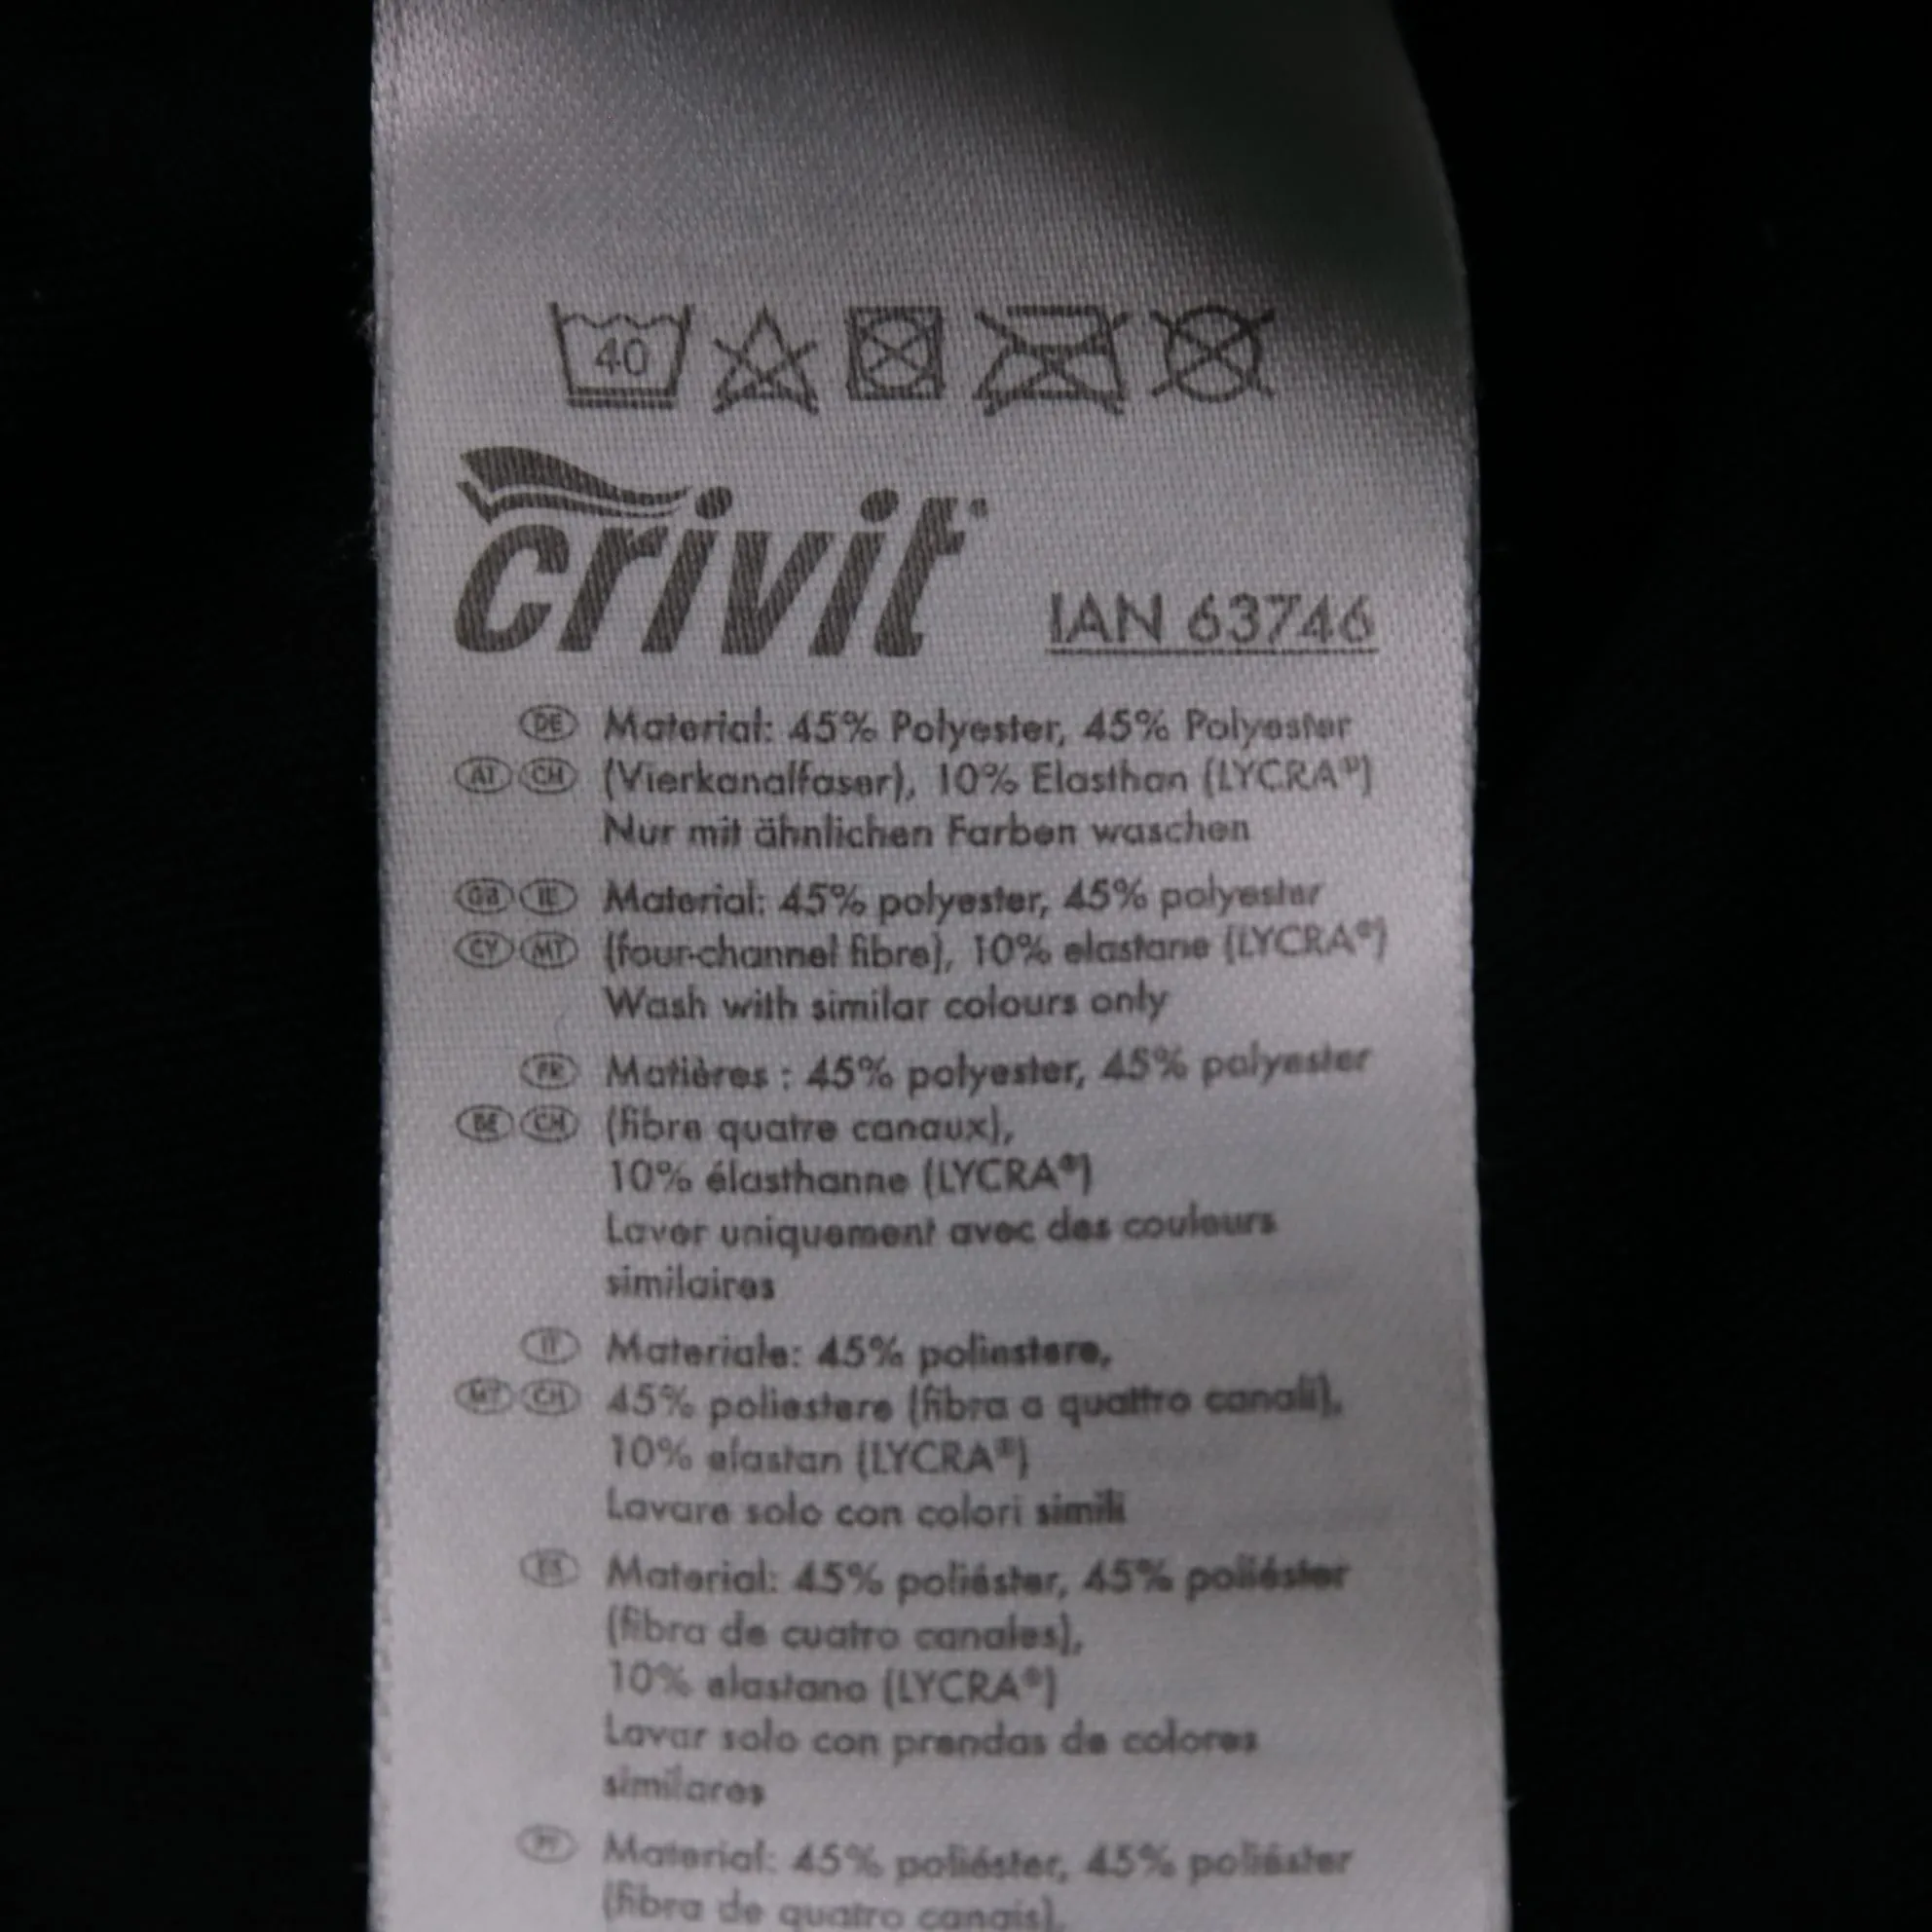 40
crivit®
IAN 63746
DE Material: 45% Polyester, 45% Polyester
AT CH (Vierkanalfaser), 10% Elasthan (LYCRA®)
Nur mit ähnlichen Farben waschen
GB IE Material: 45% polyester, 45% polyester
CY MT (four-channel fibre), 10% elastane (LYCRA®)
Wash with similar colours only
FR Matières : 45% polyester, 45% polyester
BE CH (fibre quatre canaux),
10% élasthanne (LYCRA®)
Laver uniquement avec des couleurs
similaires
IT Materiale: 45% poliestere,
MT CH 45% poliestere (fibra a quattro canali),
10% elastan (LYCRA®)
Lavare solo con colori simili
ES Material: 45% poliéster, 45% poliéster
(fibra de cuatro canales),
10% elastano (LYCRA®)
Lavar solo con prendas de colores
similares
PT Material: 45% poliéster, 45% poliéster
(fibra de quatro canais),